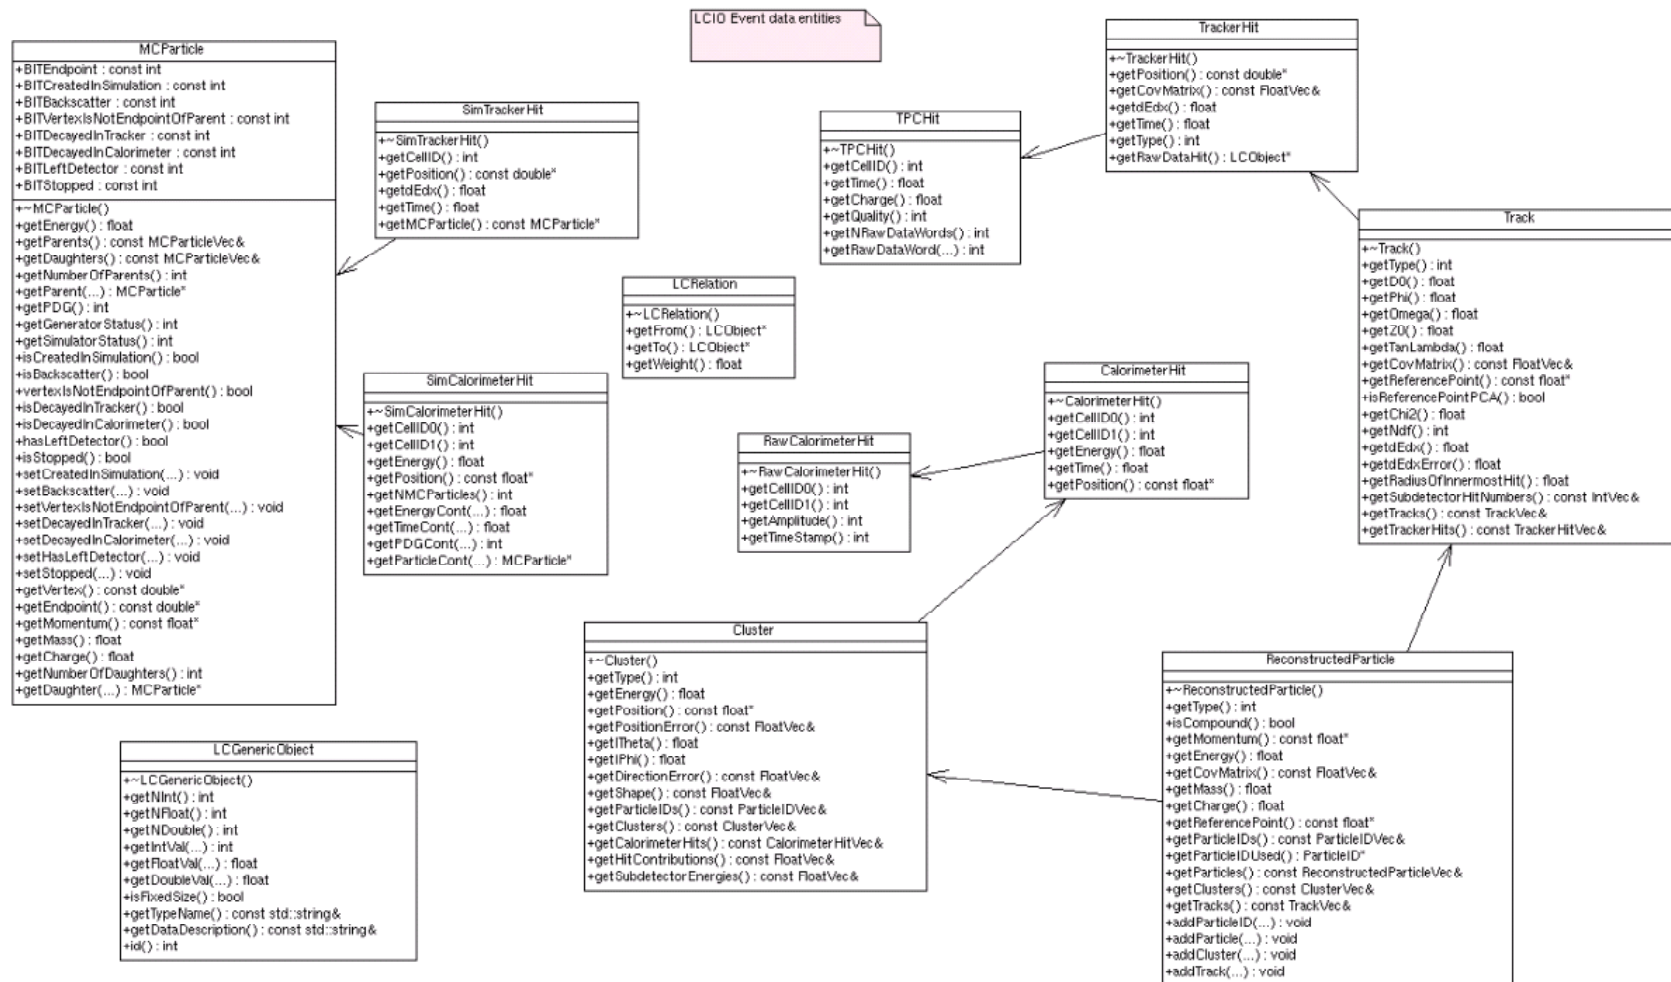 LCIO Event data entities
MCParticle
+BITEndpoint : const int
+BITCreatedInSimulation : const int
+BITBackscatter : const int
+BITVertexIsNotEndpointOfParent : const int
+BITDecayedInTracker : const int
+BITDecayedInCalorimeter : const int
+BITLeftDetector : const int
+BITStopped : const int
+~MCParticle()
+getEnergy() : float
+getParents() : const MCParticleVec&
+getDaughters() : const MCParticleVec&
+getNumberOfParents() : int
+getParent(...) : MCParticle*
+getPDG() : int
+getGeneratorStatus() : int
+getSimulatorStatus() : int
+isCreatedInSimulation() : bool
+isBackscatter() : bool
+vertexIsNotEndpointOfParent() : bool
+isDecayedInTracker() : bool
+isDecayedInCalorimeter() : bool
+hasLeftDetector() : bool
+isStopped() : bool
+setCreatedInSimulation(...) : void
+setBackscatter(...) : void
+setVertexIsNotEndpointOfParent(...) : void
+setDecayedInTracker(...) : void
+setDecayedInCalorimeter(...) : void
+setHasLeftDetector(...) : void
+setStopped(...) : void
+getVertex() : const double*
+getEndpoint() : const double*
+getMomentum() : const float*
+getMass() : float
+getCharge() : float
+getNumberOfDaughters() : int
+getDaughter(...) : MCParticle*
SimTrackerHit
+~SimTrackerHit()
+getCellID() : int
+getPosition() : const double*
+getdEdx() : float
+getTime() : float
+getMCParticle() : const MCParticle*
TPCHit
+~TPCHit()
+getCellID() : int
+getTime() : float
+getCharge() : float
+getQuality() : int
+getNRawDataWords() : int
+getRawDataWord(...) : int
TrackerHit
+~TrackerHit()
+getPosition() : const double*
+getCovMatrix() : const FloatVec&
+getdEdx() : float
+getTime() : float
+getType() : int
+getRawDataHit() : LCObject*
Track
+~Track()
+getType() : int
+getD0() : float
+getPhi() : float
+getOmega() : float
+getZ0() : float
+getTanLambda() : float
+getCovMatrix() : const FloatVec&
+getReferencePoint() : const float*
+isReferencePointPCA() : bool
+getChi2() : float
+getNdf() : int
+getdEdx() : float
+getdEdxError() : float
+getRadiusOfInnermostHit() : float
+getSubdetectorHitNumbers() : const IntVec&
+getTracks() : const TrackVec&
+getTrackerHits() : const TrackerHitVec&
LCRelation
+~LCRelation()
+getFrom() : LCObject*
+getTo() : LCObject*
+getWeight() : float
SimCalorimeterHit
+~SimCalorimeterHit()
+getCellID0() : int
+getCellID1() : int
+getEnergy() : float
+getPosition() : const float*
+getNMCParticles() : int
+getEnergyCont(...) : float
+getTimeCont(...) : float
+getPDGCont(...) : int
+getParticleCont(...) : MCParticle*
CalorimeterHit
+~CalorimeterHit()
+getCellID0() : int
+getCellID1() : int
+getEnergy() : float
+getTime() : float
+getPosition() : const float*
RawCalorimeterHit
+~RawCalorimeterHit()
+getCellID0() : int
+getCellID1() : int
+getAmplitude() : int
+getTimeStamp() : int
Cluster
+~Cluster()
+getType() : int
+getEnergy() : float
+getPosition() : const float*
+getPositionError() : const FloatVec&
+getITheta() : float
+getIPhi() : float
+getDirectionError() : const FloatVec&
+getShape() : const FloatVec&
+getParticleIDs() : const ParticleIDVec&
+getClusters() : const ClusterVec&
+getCalorimeterHits() : const CalorimeterHitVec&
+getHitContributions() : const FloatVec&
+getSubdetectorEnergies() : const FloatVec&
ReconstructedParticle
+~ReconstructedParticle()
+getType() : int
+isCompound() : bool
+getMomentum() : const float*
+getEnergy() : float
+getCovMatrix() : const FloatVec&
+getMass() : float
+getCharge() : float
+getReferencePoint() : const float*
+getParticleIDs() : const ParticleIDVec&
+getParticleIDUsed() : ParticleID*
+getParticles() : const ReconstructedParticleVec&
+getClusters() : const ClusterVec&
+getTracks() : const TrackVec&
+addParticleID(...) : void
+addParticle(...) : void
+addCluster(...) : void
+addTrack(...) : void
LCGenericObject
+~LCGenericObject()
+getNInt() : int
+getNFloat() : int
+getNDouble() : int
+getIntVal(...) : int
+getFloatVal(...) : float
+getDoubleVal(...) : float
+isFixedSize() : bool
+getTypeName() : const std::string&
+getDataDescription() : const std::string&
+id() : int